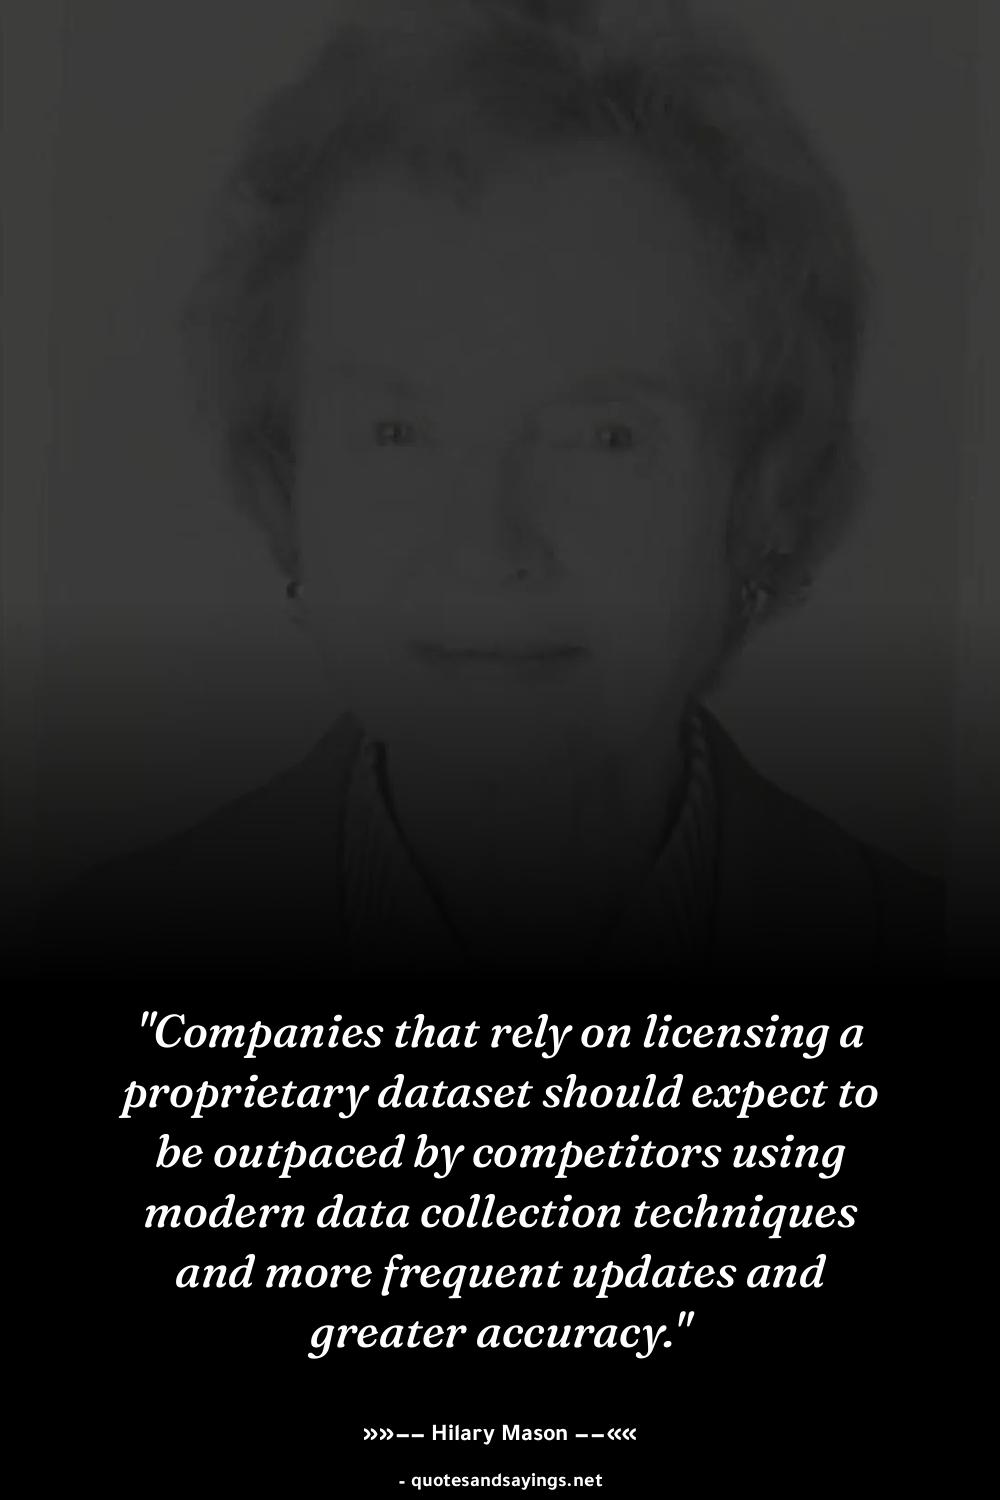 "Companies that rely on licensing a
proprietary dataset should expect to
be outpaced by competitors using
modern data collection techniques
and more frequent updates and
greater accuracy."
»»−− Hilary Mason −−««
- quotesandsayings.net